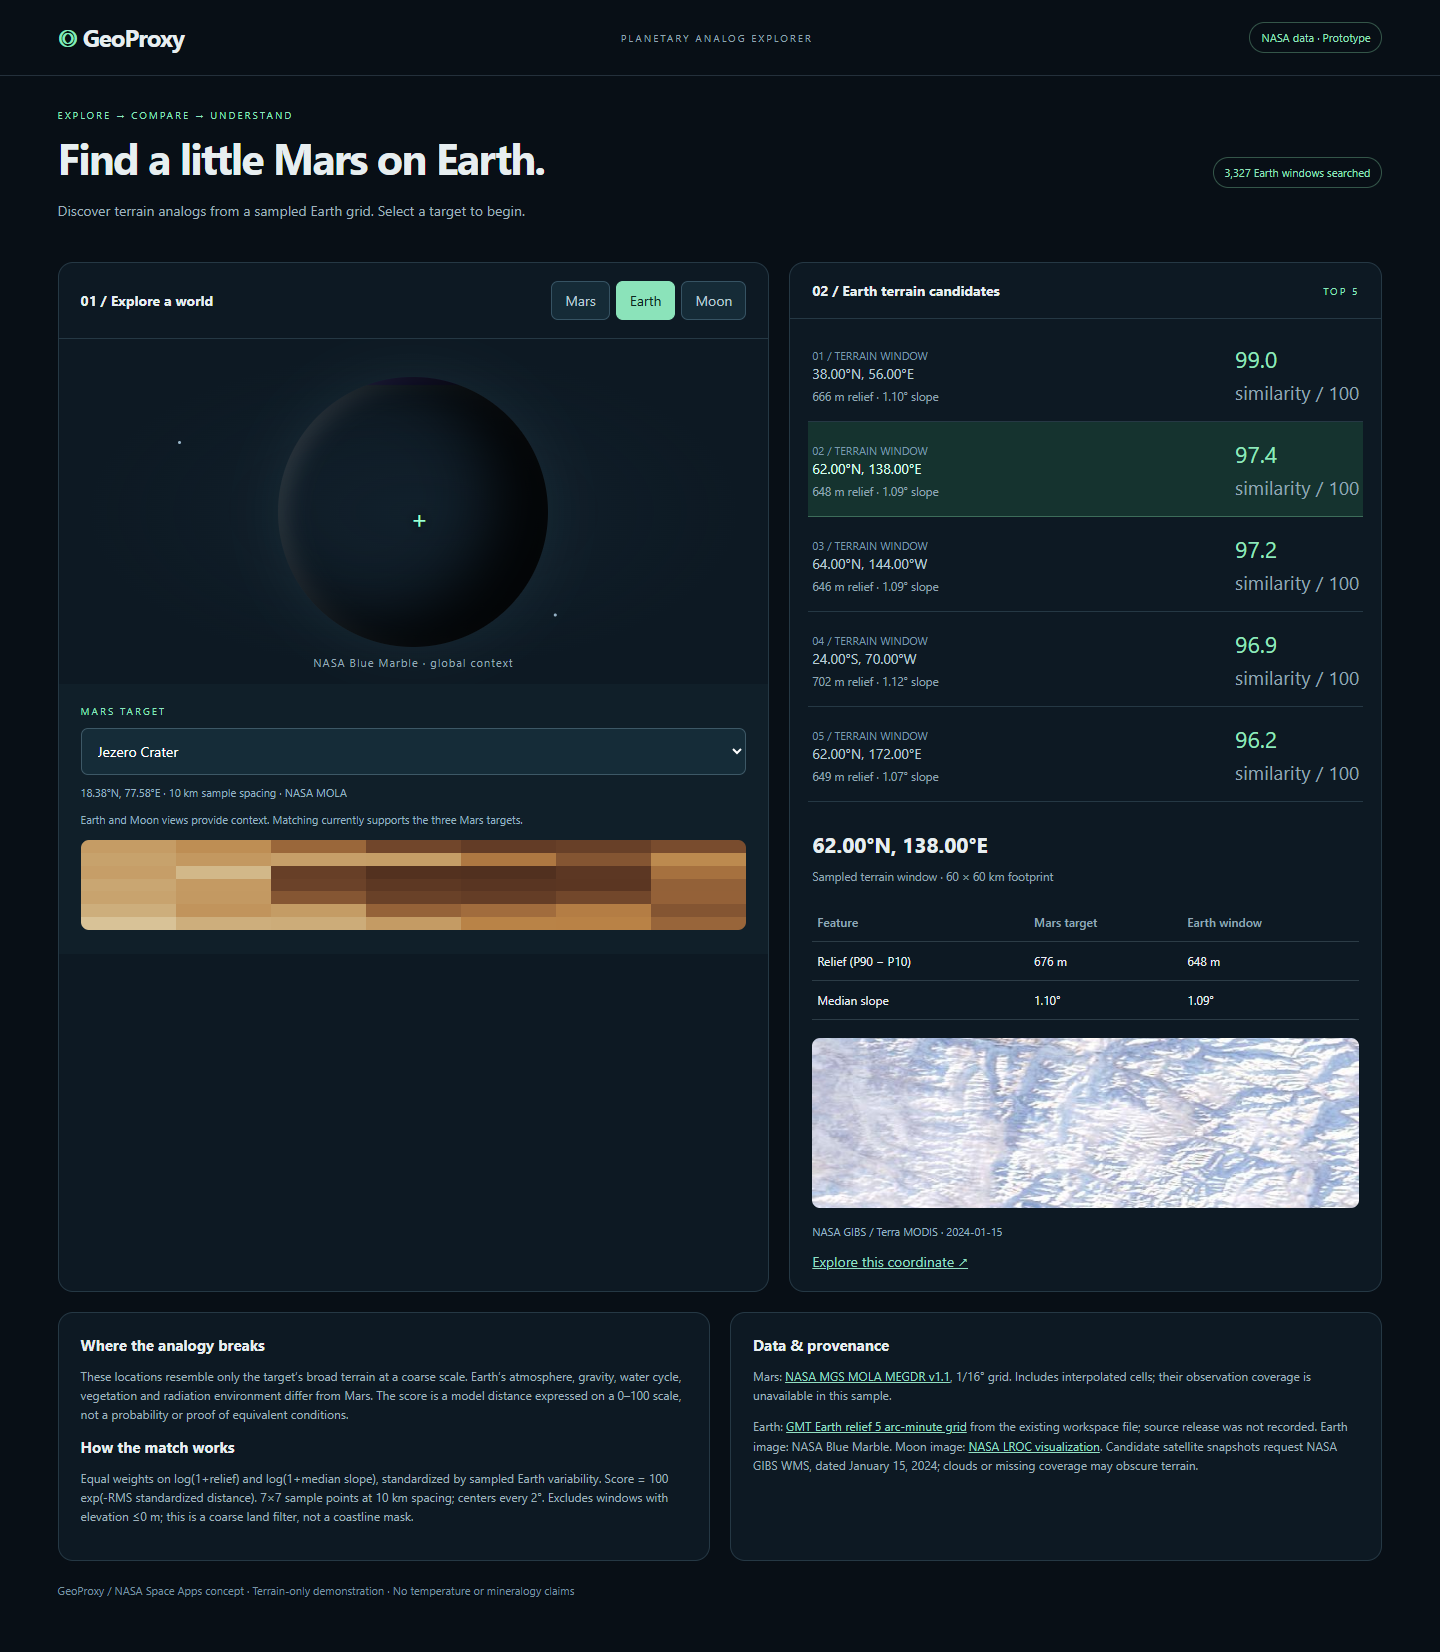 GeoProxy
PLANETARY ANALOG EXPLORER
NASA data · Prototype
EXPLORE → COMPARE → UNDERSTAND
Find a little Mars on Earth.
3,327 Earth windows searched
Discover terrain analogs from a sampled Earth grid. Select a target to begin.
01 / Explore a world
Mars
Earth
Moon
NASA Blue Marble · global context
MARS TARGET
Jezero Crater
18.38°N, 77.58°E · 10 km sample spacing · NASA MOLA
Earth and Moon views provide context. Matching currently supports the three Mars targets.
02 / Earth terrain candidates
TOP 5
01 / TERRAIN WINDOW
38.00°N, 56.00°E
666 m relief · 1.10° slope
99.0
similarity / 100
02 / TERRAIN WINDOW
62.00°N, 138.00°E
648 m relief · 1.09° slope
97.4
similarity / 100
03 / TERRAIN WINDOW
64.00°N, 144.00°W
646 m relief · 1.09° slope
97.2
similarity / 100
04 / TERRAIN WINDOW
24.00°S, 70.00°W
702 m relief · 1.12° slope
96.9
similarity / 100
05 / TERRAIN WINDOW
62.00°N, 172.00°E
649 m relief · 1.07° slope
96.2
similarity / 100
62.00°N, 138.00°E
Sampled terrain window · 60 × 60 km footprint
Feature Mars target Earth window
Relief (P90 − P10) 676 m 648 m
Median slope 1.10° 1.09°
NASA GIBS / Terra MODIS · 2024-01-15
Explore this coordinate ↗
Where the analogy breaks
These locations resemble only the target's broad terrain at a coarse scale. Earth's atmosphere, gravity, water cycle,
vegetation and radiation environment differ from Mars. The score is a model distance expressed on a 0–100 scale,
not a probability or proof of equivalent conditions.
How the match works
Equal weights on log(1+relief) and log(1+median slope), standardized by sampled Earth variability. Score = 100
exp(-RMS standardized distance). 7×7 sample points at 10 km spacing; centers every 2°. Excludes windows with
elevation ≤0 m; this is a coarse land filter, not a coastline mask.
Data & provenance
Mars: NASA MGS MOLA MEGDR v1.1, 1/16° grid. Includes interpolated cells; their observation coverage is
unavailable in this sample.
Earth: GMT Earth relief 5 arc-minute grid from the existing workspace file; source release was not recorded. Earth
image: NASA Blue Marble. Moon image: NASA LROC visualization. Candidate satellite snapshots request NASA
GIBS WMS, dated January 15, 2024; clouds or missing coverage may obscure terrain.
GeoProxy / NASA Space Apps concept · Terrain-only demonstration · No temperature or mineralogy claims